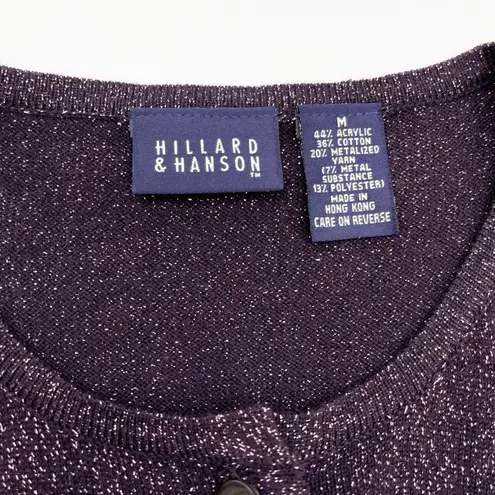 HILLARD
& HANSON
TM
M
44% ACRYLIC
36% COTTON
20% METALIZED
YARN
(7% METAL
SUBSTANCE
13% POLYESTER)
MADE IN
HONG KONG
CARE ON REVERSE